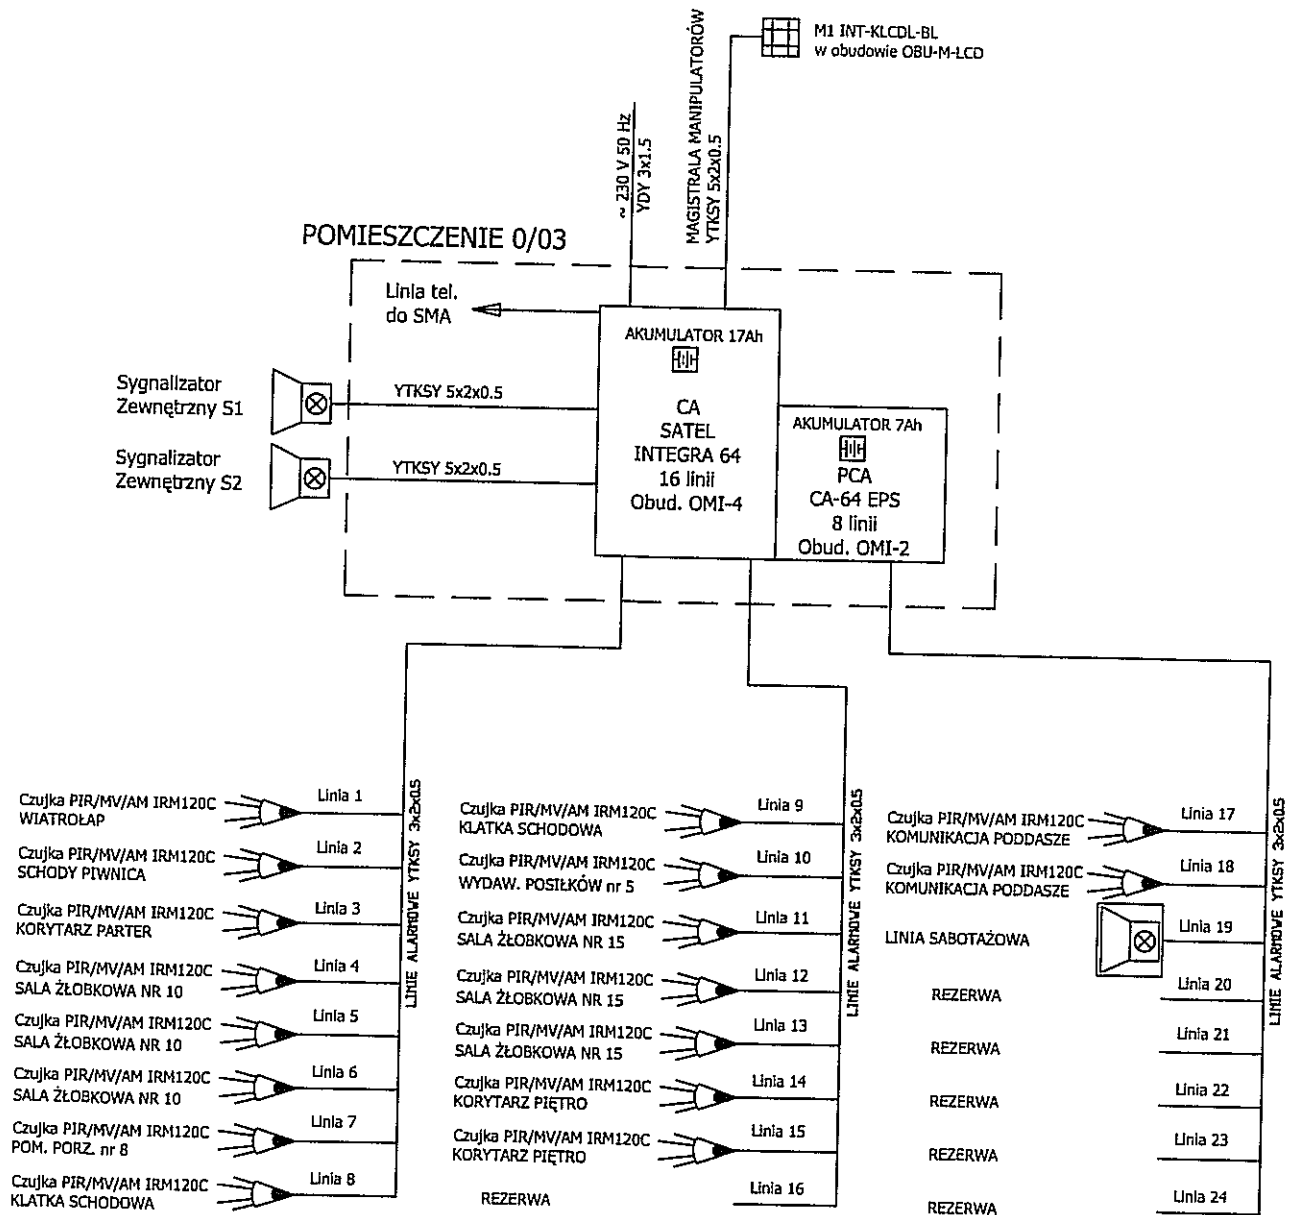 M1 INT-KLCDL-BL
w obudowie OBU-M-LCD
MAGISTRALA MANIPULATORÓW
YTKSY 5x2x0.5
~ 230 V 50 Hz
YDY 3x1.5
POMIESZCZENIE 0/03
Linia tel.
do SMA
AKUMULATOR 17Ah
CA
SATEL
INTEGRA 64
16 linii
Obud. OMI-4
AKUMULATOR 7Ah
PCA
CA-64 EPS
8 linii
Obud. OMI-2
Sygnalizator
Zewnętrzny S1
YTKSY 5x2x0.5
Sygnalizator
Zewnętrzny S2
YTKSY 5x2x0.5
LINIE ALARMOWE YTKSY 3x2x0.5
Czujka PIR/MV/AM IRM120C
WIATROŁAP
Linia 1
Czujka PIR/MV/AM IRM120C
SCHODY PIWNICA
Linia 2
Czujka PIR/MV/AM IRM120C
KORYTARZ PARTER
Linia 3
Czujka PIR/MV/AM IRM120C
SALA ŻŁOBKOWA NR 10
Linia 4
Czujka PIR/MV/AM IRM120C
SALA ŻŁOBKOWA NR 10
Linia 5
Czujka PIR/MV/AM IRM120C
SALA ŻŁOBKOWA NR 10
Linia 6
Czujka PIR/MV/AM IRM120C
POM. PORZ. nr 8
Linia 7
Czujka PIR/MV/AM IRM120C
KLATKA SCHODOWA
Linia 8
LINIE ALARMOWE YTKSY 3x2x0.5
Czujka PIR/MV/AM IRM120C
KLATKA SCHODOWA
Linia 9
Czujka PIR/MV/AM IRM120C
WYDAW. POSIŁKÓW nr 5
Linia 10
Czujka PIR/MV/AM IRM120C
SALA ŻŁOBKOWA NR 15
Linia 11
Czujka PIR/MV/AM IRM120C
SALA ŻŁOBKOWA NR 15
Linia 12
Czujka PIR/MV/AM IRM120C
SALA ŻŁOBKOWA NR 15
Linia 13
Czujka PIR/MV/AM IRM120C
KORYTARZ PIĘTRO
Linia 14
Czujka PIR/MV/AM IRM120C
KORYTARZ PIĘTRO
Linia 15
REZERWA
Linia 16
LINIE ALARMOWE YTKSY 3x2x0.5
Czujka PIR/MV/AM IRM120C
KOMUNIKACJA PODDASZE
Linia 17
Czujka PIR/MV/AM IRM120C
KOMUNIKACJA PODDASZE
Linia 18
LINIA SABOTAŻOWA
Linia 19
REZERWA
Linia 20
REZERWA
Linia 21
REZERWA
Linia 22
REZERWA
Linia 23
REZERWA
Linia 24